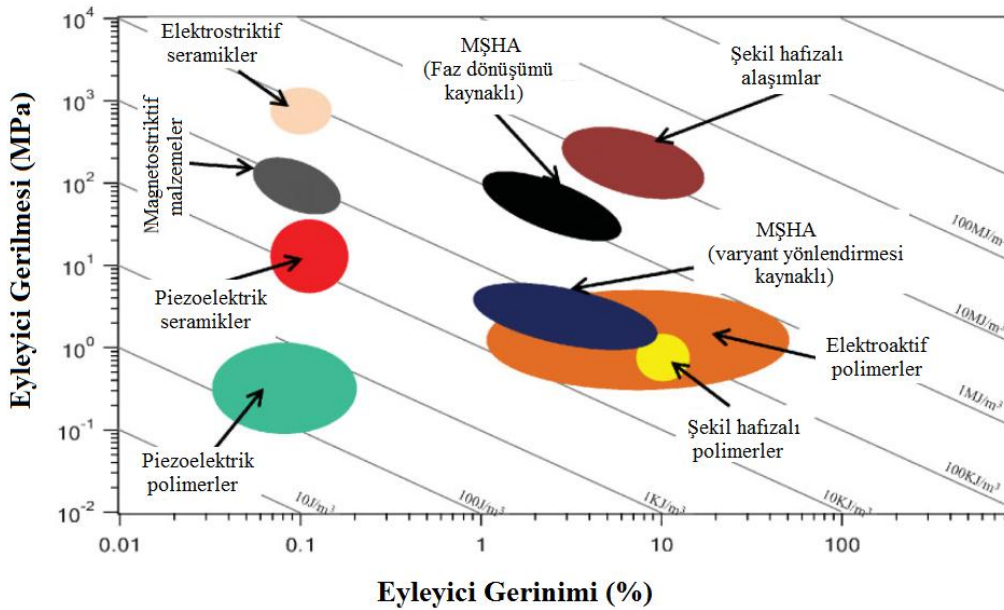 Eyleyici Gerilmesi (MPa)
10⁴
10³
10²
10¹
10⁰
10⁻¹
10⁻²
Elektrostriktif
seramikler
Magnetostriktif
malzemeler
MŞHA
(Faz dönüşümü
kaynaklı)
Şekil hafızalı
alaşımlar
Piezoelektrik
seramikler
MŞHA
(varyant yönlendirmesi
kaynaklı)
Elektroaktif
polimerler
Şekil hafızalı
polimerler
Piezoelektrik
polimerler
100MJ/m
10MJ/m³
1MJ/m³
100KJ/m³
10KJ/m³
1KJ/m³
100J/m³
10J/m³
0.01
0.1
1
10
100
Eyleyici Gerinimi (%)